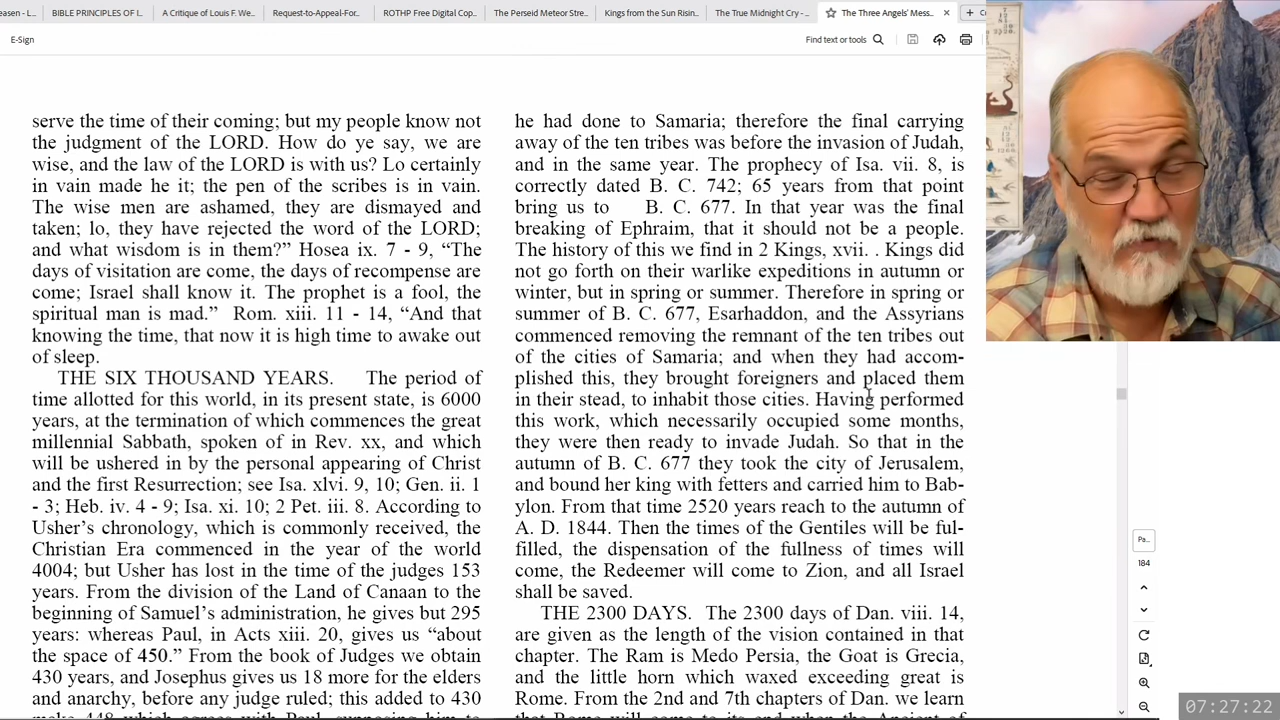 easen - L...
BIBLE PRINCIPLES OF I...
A Critique of Louis F. We...
Request-to-Appeal-For...
ROTHP Free Digital Cop...
The Perseid Meteor Stre...
Kings from the Sun Risin...
The True Midnight Cry - ...
The Three Angels' Mess...
E-Sign
Find text or tools
serve the time of their coming; but my people know not
the judgment of the LORD. How do ye say, we are
wise, and the law of the LORD is with us? Lo certainly
in vain made he it; the pen of the scribes is in vain.
The wise men are ashamed, they are dismayed and
taken; lo, they have rejected the word of the LORD;
and what wisdom is in them?” Hosea ix. 7 - 9, “The
days of visitation are come, the days of recompense are
come; Israel shall know it. The prophet is a fool, the
spiritual man is mad.” Rom. xiii. 11 - 14, “And that
knowing the time, that now it is high time to awake out
of sleep.
THE SIX THOUSAND YEARS. The period of
time allotted for this world, in its present state, is 6000
years, at the termination of which commences the great
millennial Sabbath, spoken of in Rev. xx, and which
will be ushered in by the personal appearing of Christ
and the first Resurrection; see Isa. xlvi. 9, 10; Gen. ii. 1
- 3; Heb. iv. 4 - 9; Isa. xi. 10; 2 Pet. iii. 8. According to
Usher’s chronology, which is commonly received, the
Christian Era commenced in the year of the world
4004; but Usher has lost in the time of the judges 153
years. From the division of the Land of Canaan to the
beginning of Samuel’s administration, he gives but 295
years: whereas Paul, in Acts xiii. 20, gives us “about
the space of 450.” From the book of Judges we obtain
430 years, and Josephus gives us 18 more for the elders
and anarchy, before any judge ruled; this added to 430
make 448 which agrees with Paul, supposing him to
he had done to Samaria; therefore the final carrying
away of the ten tribes was before the invasion of Judah,
and in the same year. The prophecy of Isa. vii. 8, is
correctly dated B. C. 742; 65 years from that point
bring us to B. C. 677. In that year was the final
breaking of Ephraim, that it should not be a people.
The history of this we find in 2 Kings, xvii. . Kings did
not go forth on their warlike expeditions in autumn or
winter, but in spring or summer. Therefore in spring or
summer of B. C. 677, Esarhaddon, and the Assyrians
commenced removing the remnant of the ten tribes out
of the cities of Samaria; and when they had accom-
plished this, they brought foreigners and placed them
in their stead, to inhabit those cities. Having performed
this work, which necessarily occupied some months,
they were then ready to invade Judah. So that in the
autumn of B. C. 677 they took the city of Jerusalem,
and bound her king with fetters and carried him to Bab-
ylon. From that time 2520 years reach to the autumn of
A. D. 1844. Then the times of the Gentiles will be ful-
filled, the dispensation of the fullness of times will
come, the Redeemer will come to Zion, and all Israel
shall be saved.
THE 2300 DAYS. The 2300 days of Dan. viii. 14,
are given as the length of the vision contained in that
chapter. The Ram is Medo Persia, the Goat is Grecia,
and the little horn which waxed exceeding great is
Rome. From the 2nd and 7th chapters of Dan. we learn
that Rome will come to its end when the Ancient of
Pa...
184
07:27:22